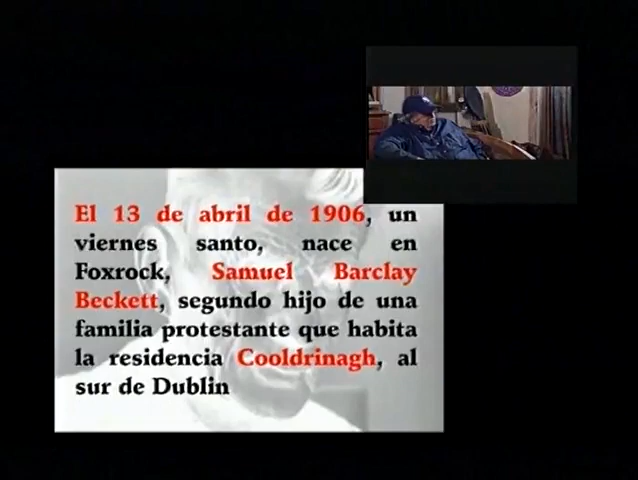 El 13 de abril de 1906, un
viernes santo, nace en
Foxrock, Samuel Barclay
Beckett, segundo hijo de una
familia protestante que habita
la residencia Cooldrinagh, al
sur de Dublin